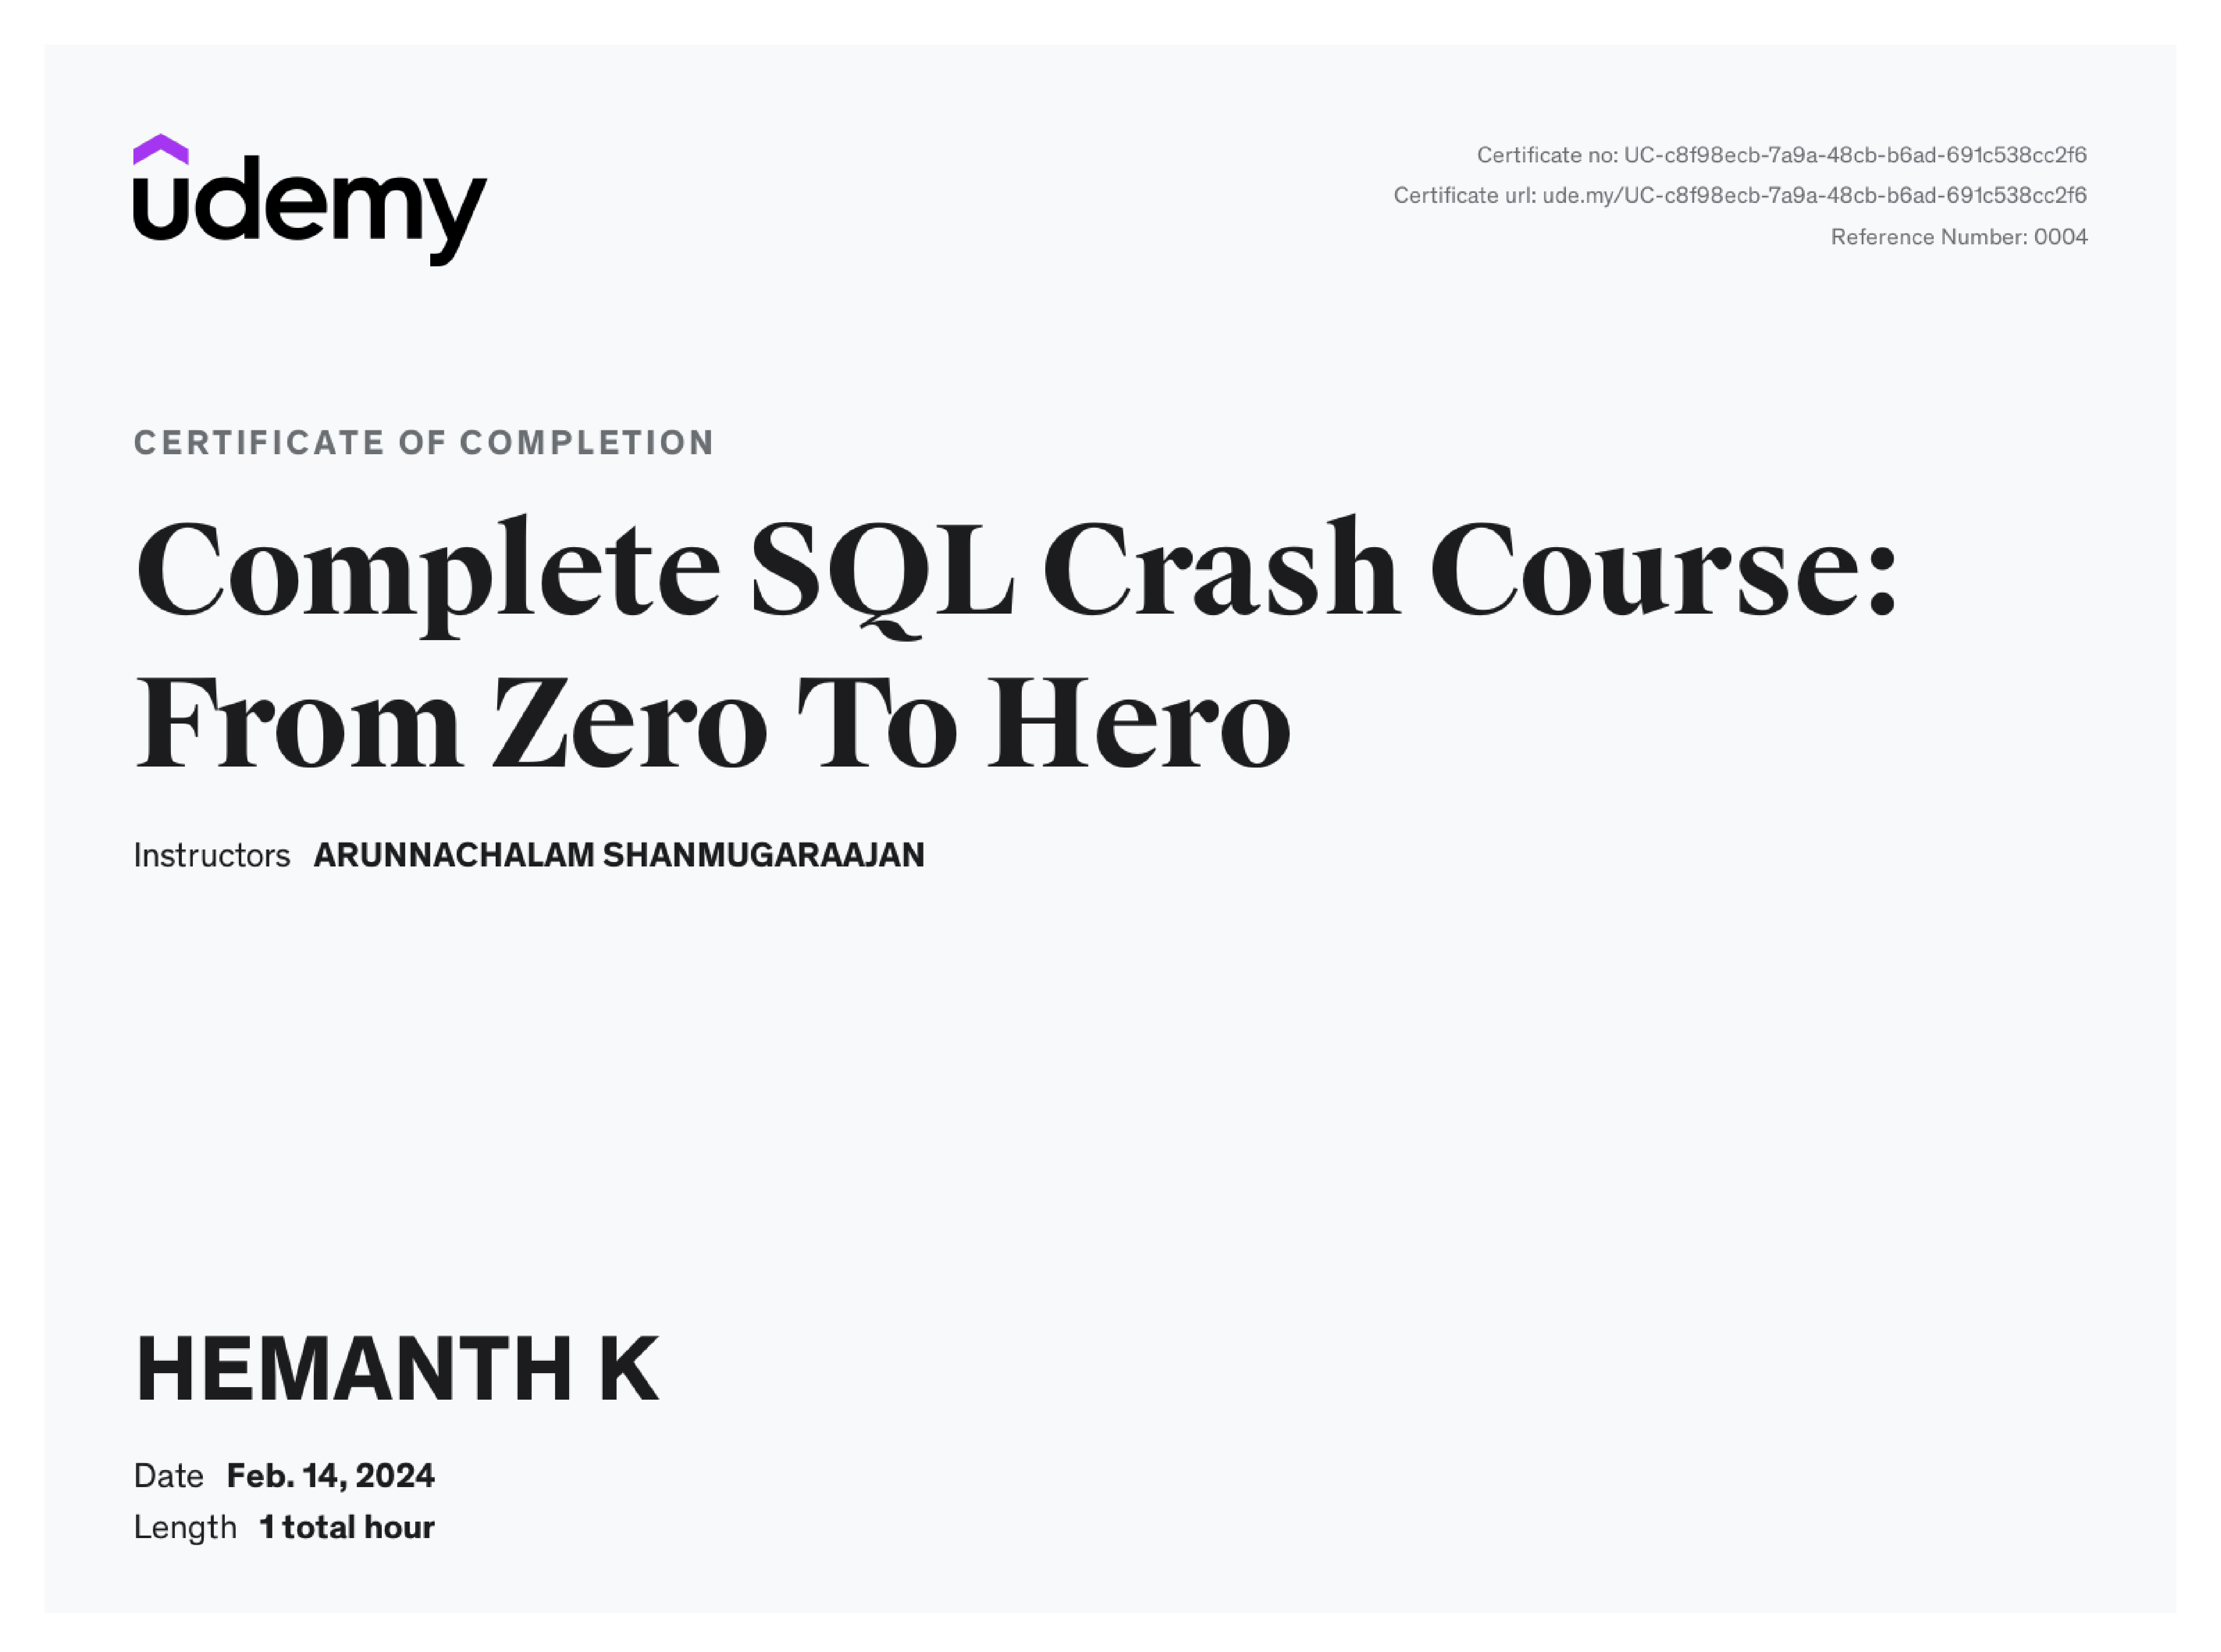 udemy
Certificate no: UC-c8f98ecb-7a9a-48cb-b6ad-691c538cc2f6
Certificate url: ude.my/UC-c8f98ecb-7a9a-48cb-b6ad-691c538cc2f6
Reference Number: 0004
CERTIFICATE OF COMPLETION
Complete SQL Crash Course:
From Zero To Hero
Instructors ARUNNACHALAM SHANMUGARAAJAN
HEMANTH K
Date Feb. 14, 2024
Length 1 total hour